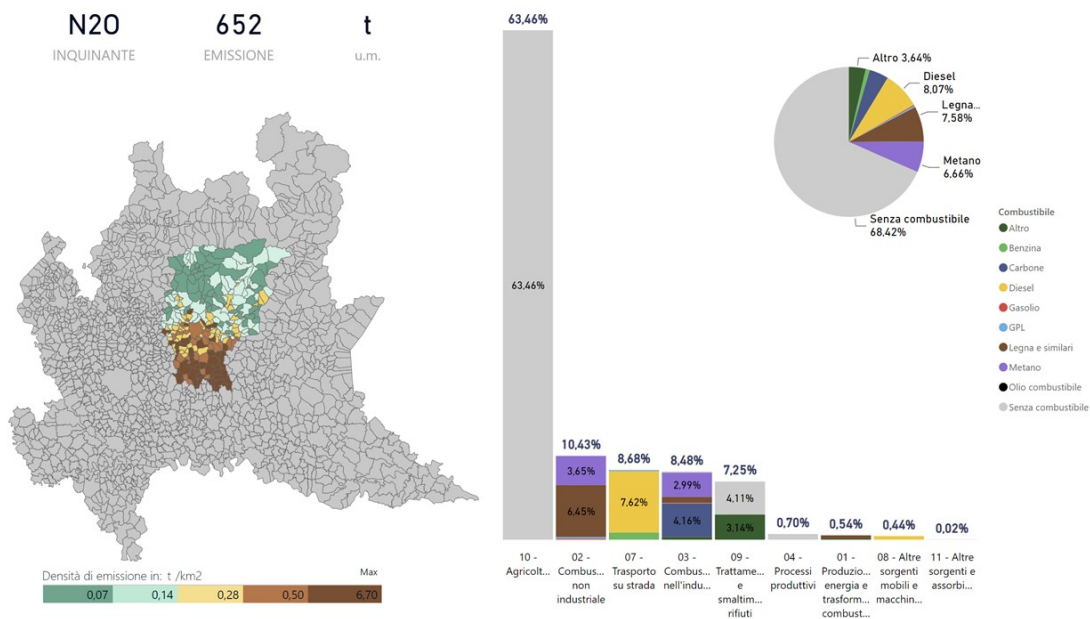 N2O
652
t
INQUINANTE
EMISSIONE
u.m.
Densità di emissione in: t /km2
Max
0,07
0,14
0,28
0,50
6,70
63,46%
63,46%
10,43%
3,65%
6.45%
8,68%
7,62%
8,48%
2,99%
4,16%
7,25%
4,11%
3,14%
0,70%
0,54%
0,44%
0,02%
10 -
Agricolt...
02 -
Combus...
non
industriale
07 -
Trasporto
su strada
03 -
Combus...
nell'indu...
09 -
Trattame...
e
smaltim...
rifiuti
04 -
Processi
produttivi
01 -
Produzio...
energia e
trasform...
combust...
08 - Altre
sorgenti
mobili e
macchin...
11 - Altre
sorgenti e
assorbi...
Altro 3,64%
Diesel
8,07%
Legna...
7,58%
Metano
6,66%
Senza combustibile
68,42%
Combustibile
Altro
Benzina
Carbone
Diesel
Gasolio
GPL
Legna e similari
Metano
Olio combustibile
Senza combustibile